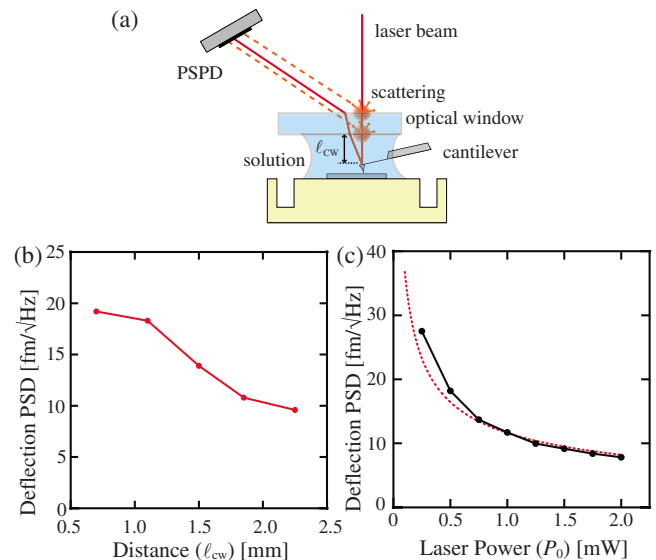 (a)
laser beam
PSPD
scattering
optical window
ℓcw
solution
cantilever
(b)
25
20
15
10
5
0
0.5
1.0
1.5
2.0
2.5
Deflection PSD [fm/√Hz]
Distance (ℓcw) [mm]
(c)
40
30
20
10
0
0
0.5
1.0
1.5
2.0
Deflection PSD [fm/√Hz]
Laser Power (P0) [mW]